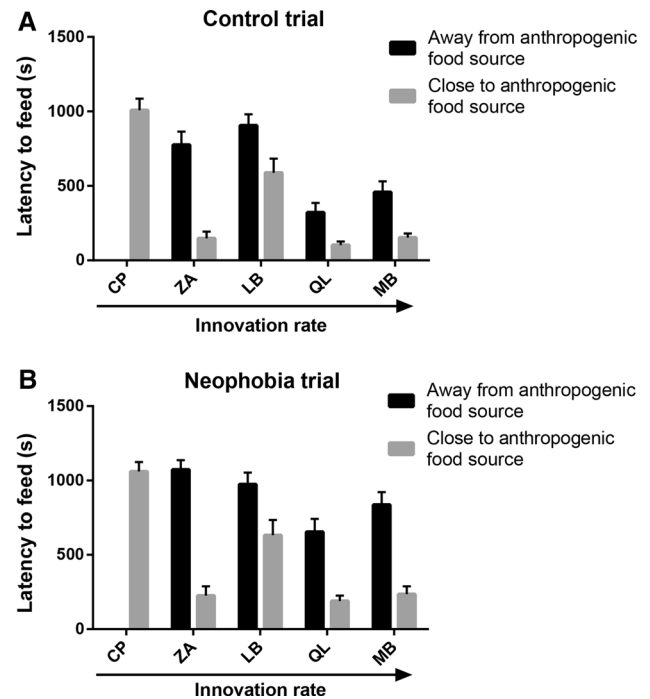 A
Control trial
Latency to feed (s)
1500
1000
500
0
CP
ZA
LB
QL
MB
Innovation rate
Away from anthropogenic
food source
Close to anthropogenic
food source
B
Neophobia trial
Latency to feed (s)
1500
1000
500
0
CP
ZA
LB
QL
MB
Innovation rate
Away from anthropogenic
food source
Close to anthropogenic
food source